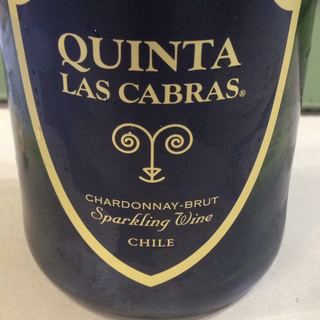 QUINTA
LAS CABRAS®
CHARDONNAY-BRUT
Sparkling Wine
CHILE